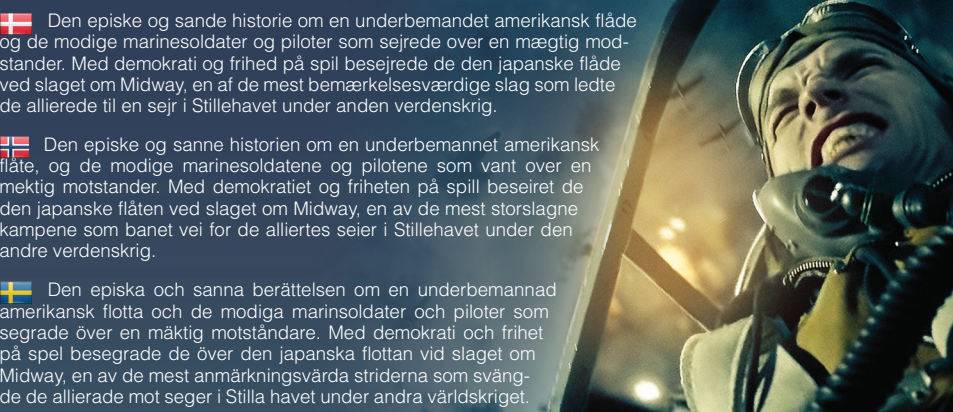 Den episke og sande historie om en underbemandet amerikansk flåde
og de modige marinesoldater og piloter som sejrede over en mægtig mod-
stander. Med demokrati og frihed på spil besejrede de den japanske flåde
ved slaget om Midway, en af de mest bemærkelsesværdige slag som ledte
de allierede til en sejr i Stillehavet under anden verdenskrig.
Den episke og sanne historien om en underbemannet amerikansk
flåte, og de modige marinesoldatene og pilotene som vant over en
mektig motstander. Med demokratiet og friheten på spill beseiret de
den japanske flåten ved slaget om Midway, en av de mest storslagne
kampene som banet vei for de alliertes seier i Stillehavet under den
andre verdenskrig.
Den episka och sanna berättelsen om en underbemannad
amerikansk flotta och de modiga marinsoldater och piloter som
segrade över en mäktig motståndare. Med demokrati och frihet
på spel besegrade de över den japanska flottan vid slaget om
Midway, en av de mest anmärkningsvärda striderna som sväng-
de de allierade mot seger i Stilla havet under andra världskriget.